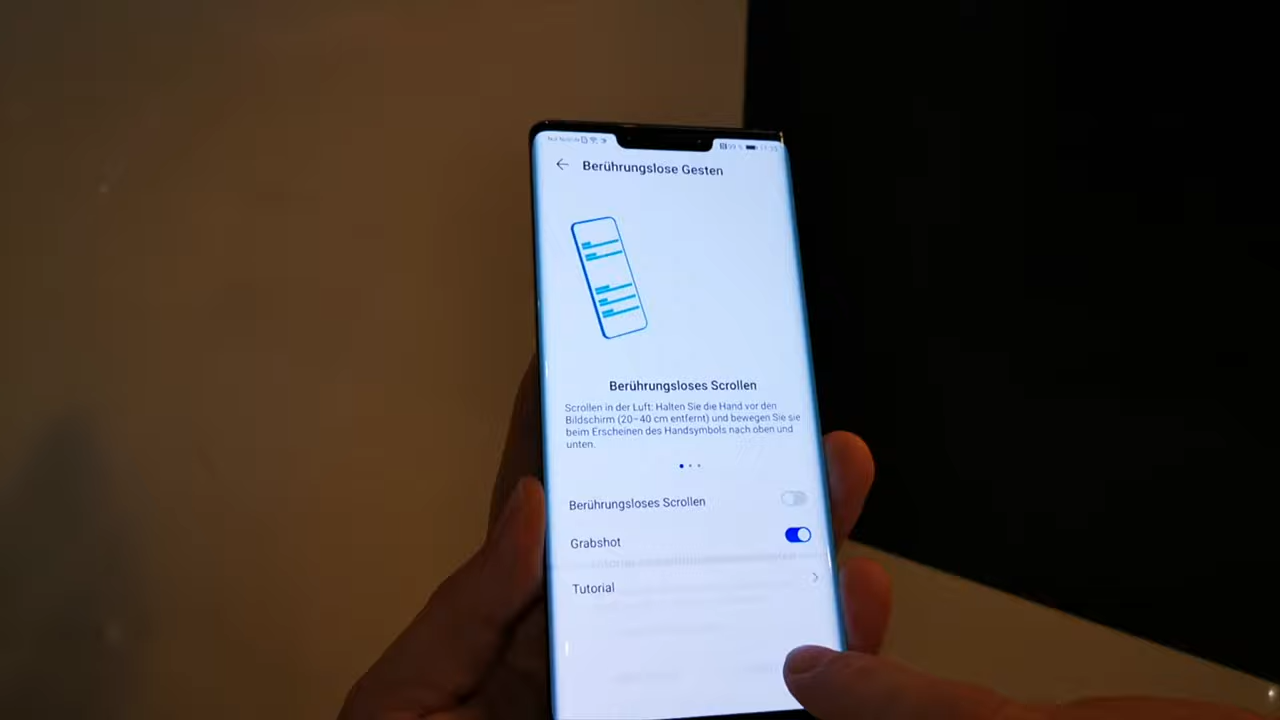 Berührungslose Gesten
Berührungsloses Scrollen
Scrollen in der Luft: Halten Sie die Hand vor den
Bildschirm (20–40 cm entfernt) und bewegen Sie sie
beim Erscheinen des Handsymbols nach oben und
unten.
Berührungsloses Scrollen
Grabshot
Tutorial